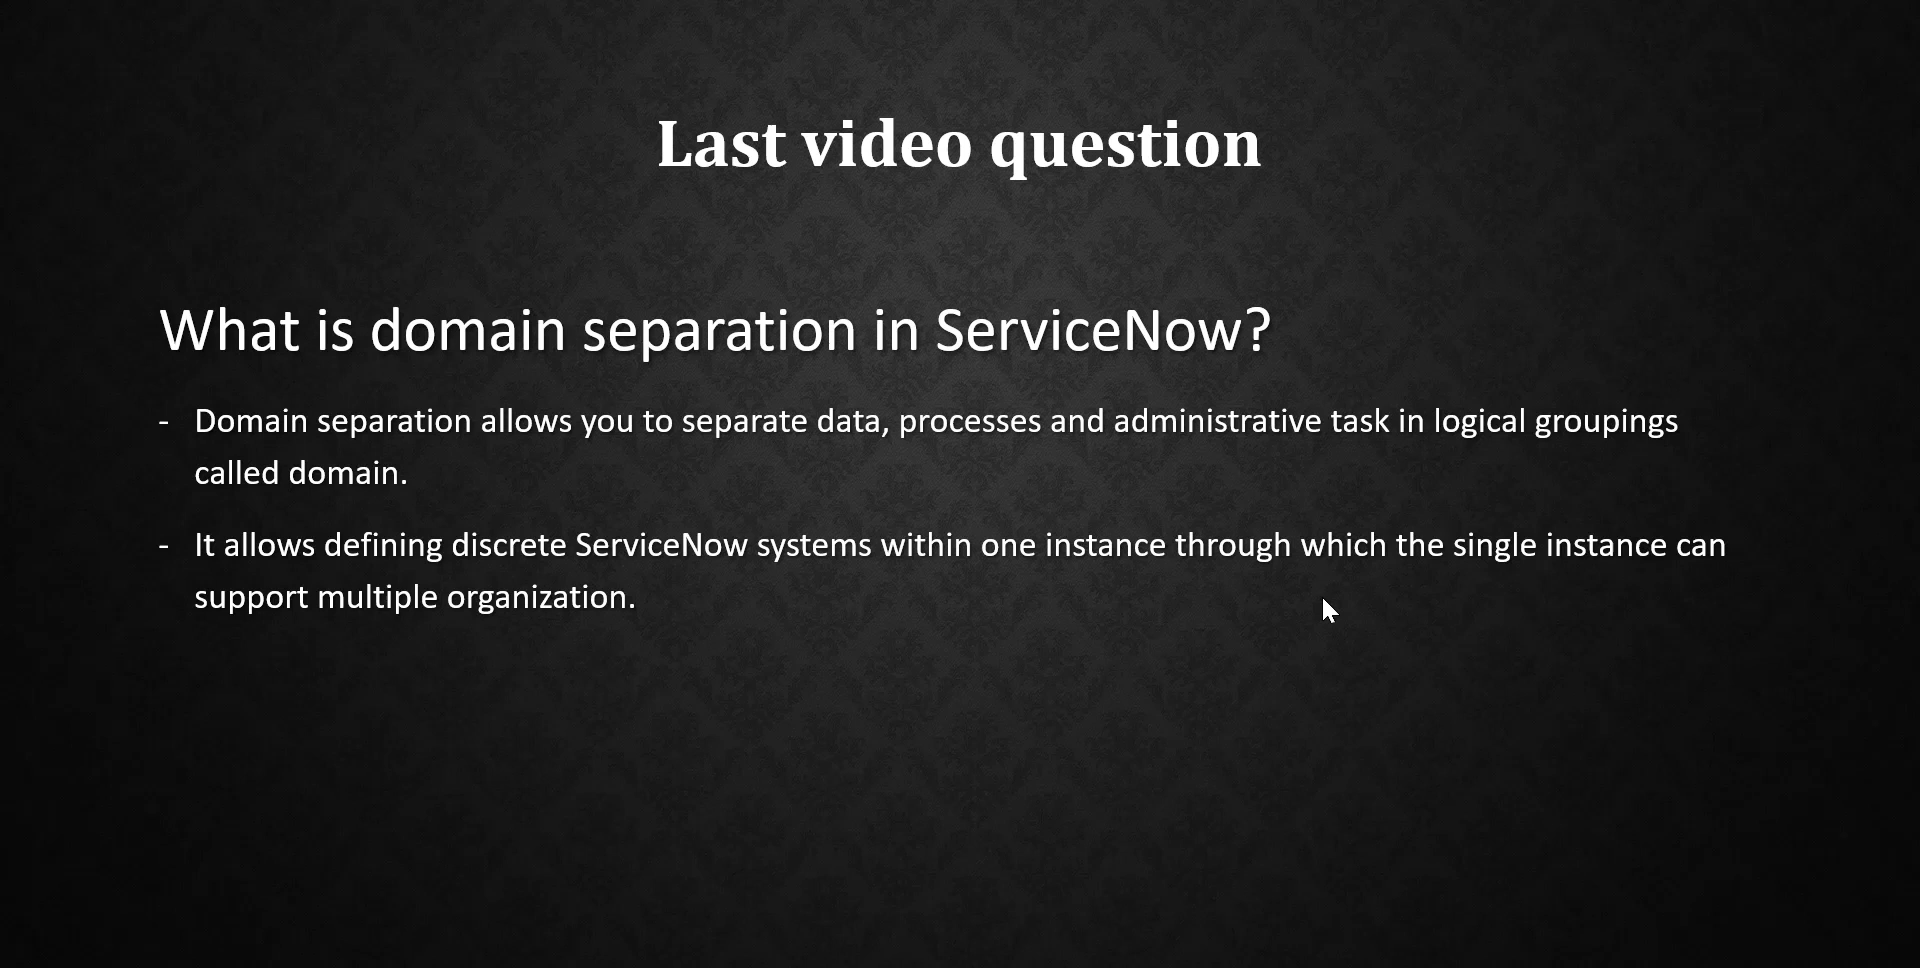 Last video question
What is domain separation in ServiceNow?
- Domain separation allows you to separate data, processes and administrative task in logical groupings
called domain.
- It allows defining discrete ServiceNow systems within one instance through which the single instance can
support multiple organization.